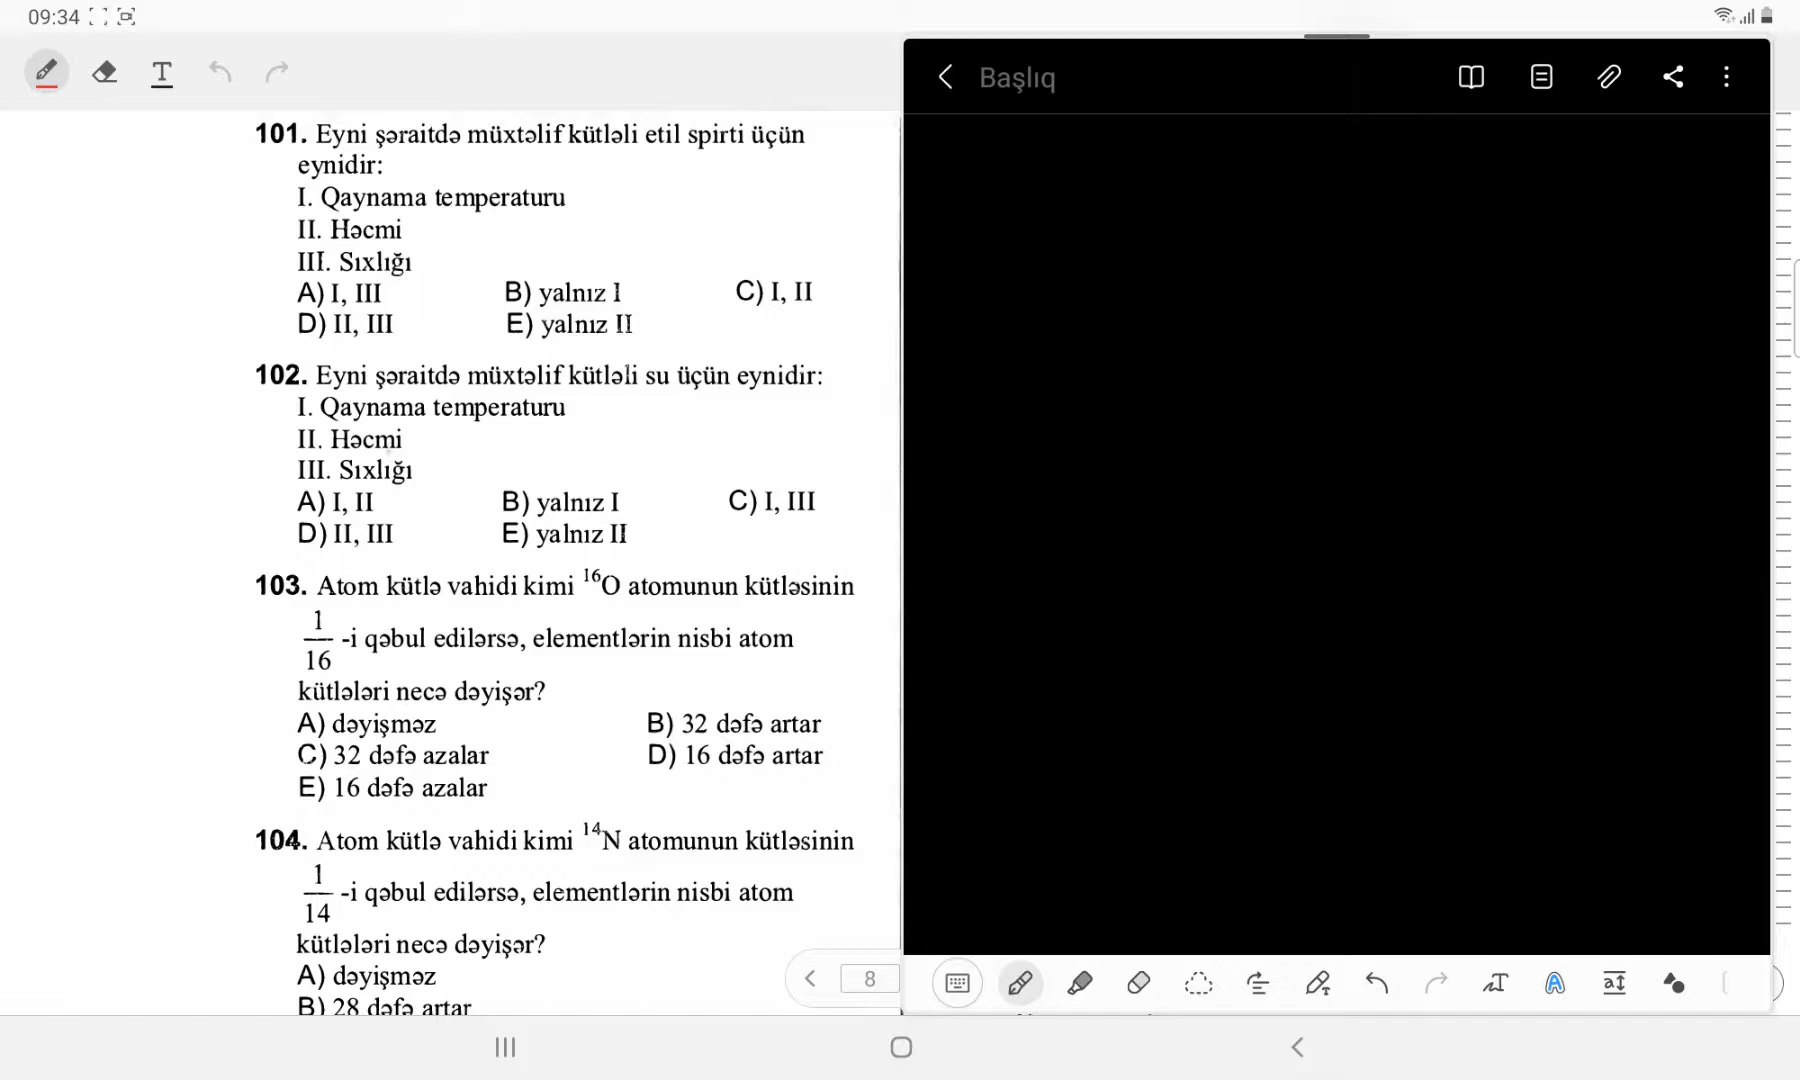 09:34
Başlıq
101. Eyni şəraitdə müxtəlif kütləli etil spirti üçün
eynidir:
I. Qaynama temperaturu
II. Həcmi
III. Sıxlığı
A) I, III B) yalnız I C) I, II
D) II, III E) yalnız II
102. Eyni şəraitdə müxtəlif kütləli su üçün eynidir:
I. Qaynama temperaturu
II. Həcmi
III. Sıxlığı
A) I, II B) yalnız I C) I, III
D) II, III E) yalnız II
103. Atom kütlə vahidi kimi ¹⁶O atomunun kütləsinin
1/16 -i qəbul edilərsə, elementlərin nisbi atom
kütlələri necə dəyişər?
A) dəyişməz B) 32 dəfə artar
C) 32 dəfə azalar D) 16 dəfə artar
E) 16 dəfə azalar
104. Atom kütlə vahidi kimi ¹⁴N atomunun kütləsinin
1/14 -i qəbul edilərsə, elementlərin nisbi atom
kütlələri necə dəyişər?
A) dəyişməz
B) 28 dəfə artar
8